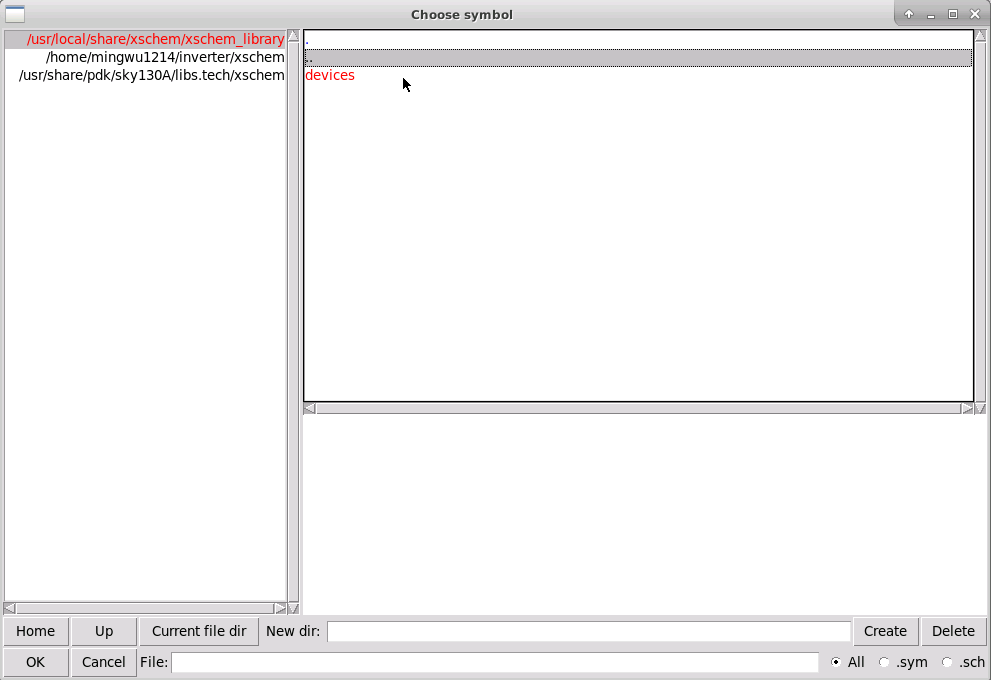 Choose symbol
/usr/local/share/xschem/xschem_library
/home/mingwu1214/inverter/xschem
/usr/share/pdk/sky130A/libs.tech/xschem
.
..
devices
Home Up Current file dir New dir: Create Delete
OK Cancel File: All .sym .sch